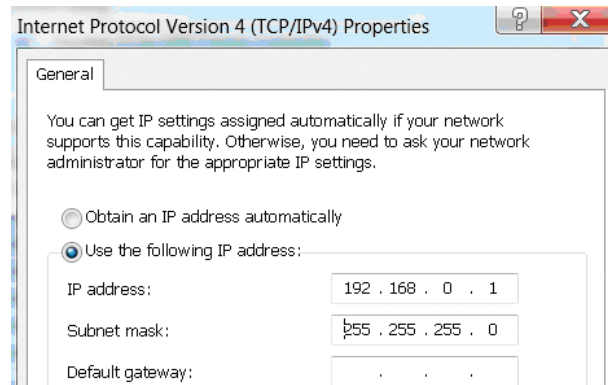 Internet Protocol Version 4 (TCP/IPv4) Properties
General
You can get IP settings assigned automatically if your network
supports this capability. Otherwise, you need to ask your network
administrator for the appropriate IP settings.
Obtain an IP address automatically
Use the following IP address:
IP address: 192 . 168 . 0 . 1
Subnet mask: 255 . 255 . 255 . 0
Default gateway: . . .